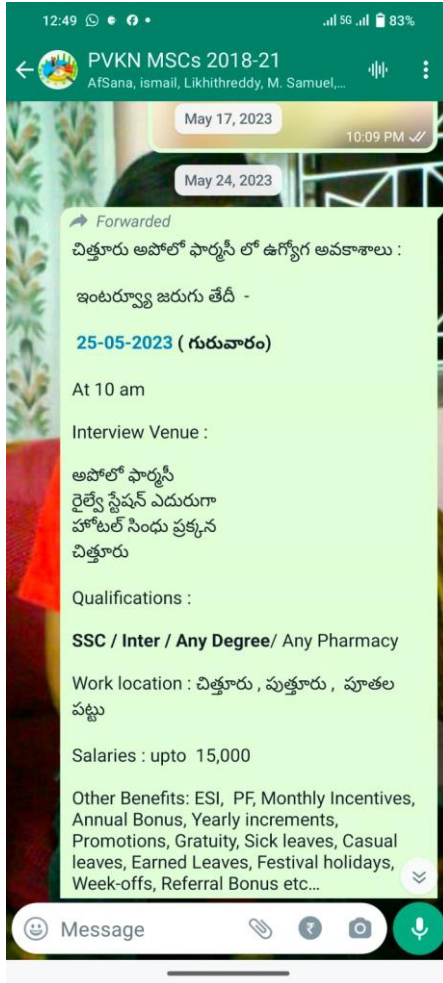 12:49
5G
83%
PVKN MSCs 2018-21
AfSana, ismail, Likhithreddy, M. Samuel,...
May 17, 2023
10:09 PM
May 24, 2023
Forwarded
చిత్తూరు అపోలో ఫార్మసీ లో ఉగ్యోగ అవకాశాలు :
ఇంటర్వ్యూ జరుగు తేదీ -
25-05-2023 ( గురువారం)
At 10 am
Interview Venue :
అపోలో ఫార్మసీ
రైల్వే స్టేషన్ ఎదురుగా
హోటల్ సింధు ప్రక్కన
చిత్తూరు
Qualifications :
SSC / Inter / Any Degree/ Any Pharmacy
Work location : చిత్తూరు , పుత్తూరు , పూతల
పట్టు
Salaries : upto 15,000
Other Benefits: ESI, PF, Monthly Incentives,
Annual Bonus, Yearly increments,
Promotions, Gratuity, Sick leaves, Casual
leaves, Earned Leaves, Festival holidays,
Week-offs, Referral Bonus etc...
Message